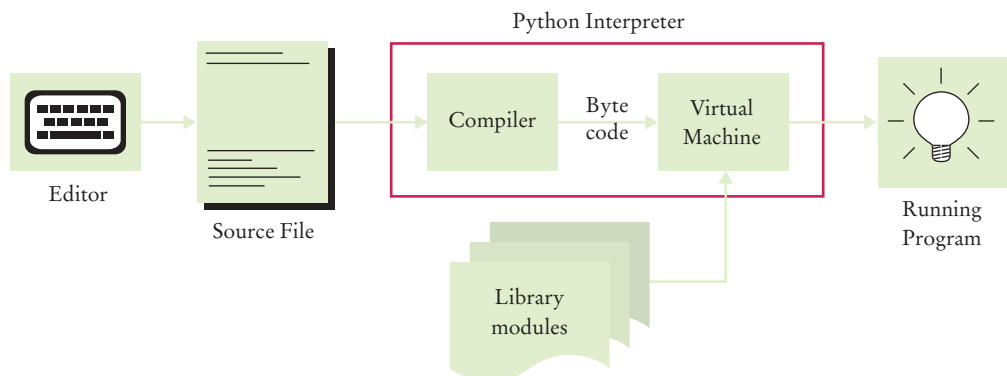 Python Interpreter
Compiler
Byte
code
Virtual
Machine
Editor
Source File
Running
Program
Library
modules